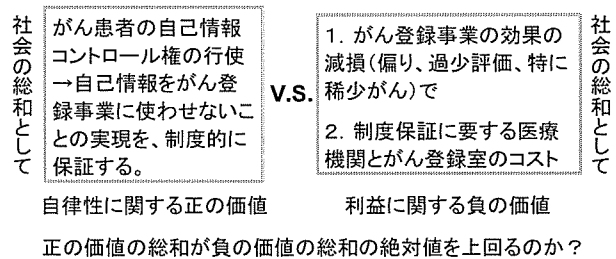 社会の総和として
がん患者の自己情報
コントロール権の行使
→自己情報をがん登
録事業に使わせないこ
との実現を、制度的に
保証する。
V.S.
1. がん登録事業の効果の
減損(偏り、過少評価、特に
稀少がん)で
2. 制度保証に要する医療
機関とがん登録室のコスト
社会の総和として
自律性に関する正の価値
利益に関する負の価値
正の価値の総和が負の価値の総和の絶対値を上回るのか?